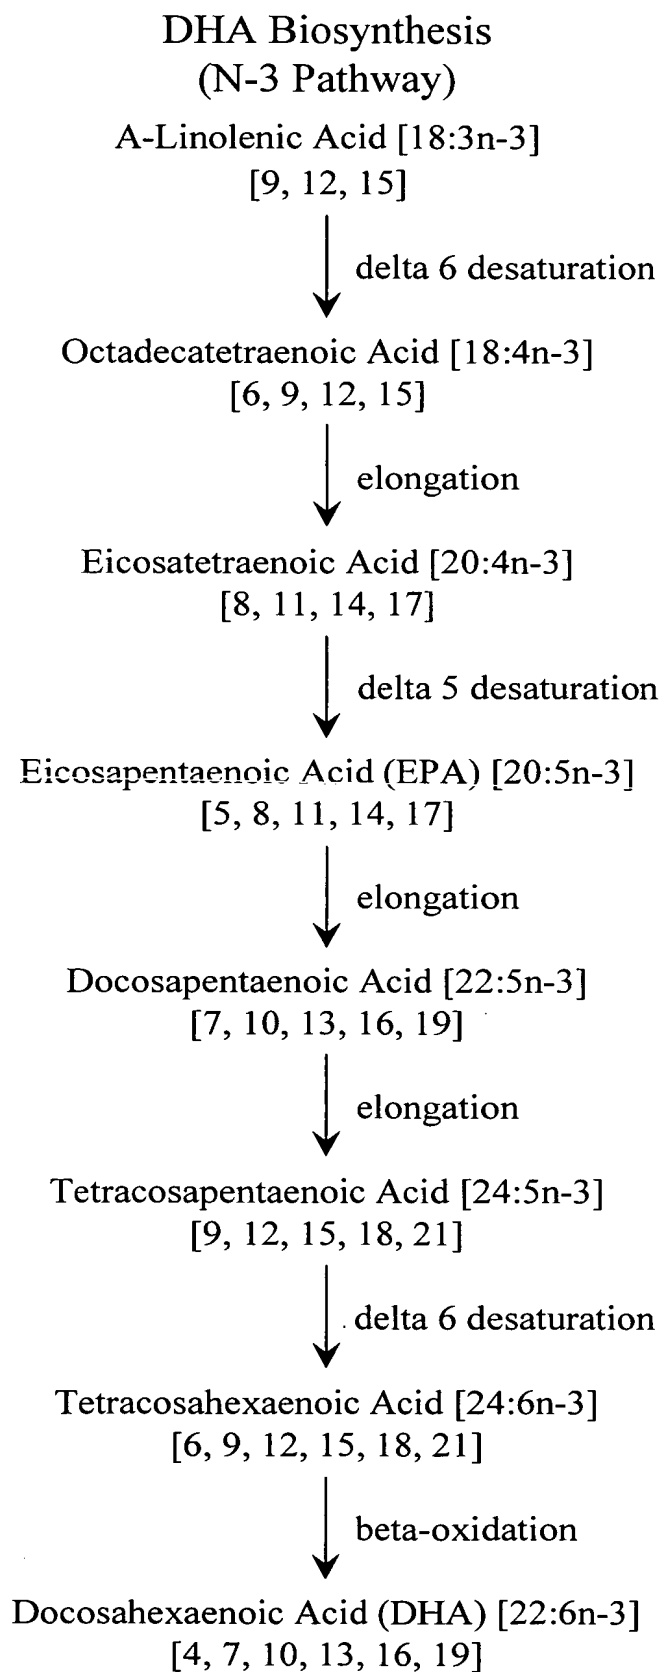 DHA Biosynthesis
(N-3 Pathway)
A-Linolenic Acid [18:3n-3]
[9, 12, 15]
delta 6 desaturation
Octadecatetraenoic Acid [18:4n-3]
[6, 9, 12, 15]
elongation
Eicosatetraenoic Acid [20:4n-3]
[8, 11, 14, 17]
delta 5 desaturation
Eicosapentaenoic Acid (EPA) [20:5n-3]
[5, 8, 11, 14, 17]
elongation
Docosapentaenoic Acid [22:5n-3]
[7, 10, 13, 16, 19]
elongation
Tetracosapentaenoic Acid [24:5n-3]
[9, 12, 15, 18, 21]
delta 6 desaturation
Tetracosahexaenoic Acid [24:6n-3]
[6, 9, 12, 15, 18, 21]
beta-oxidation
Docosahexaenoic Acid (DHA) [22:6n-3]
[4, 7, 10, 13, 16, 19]